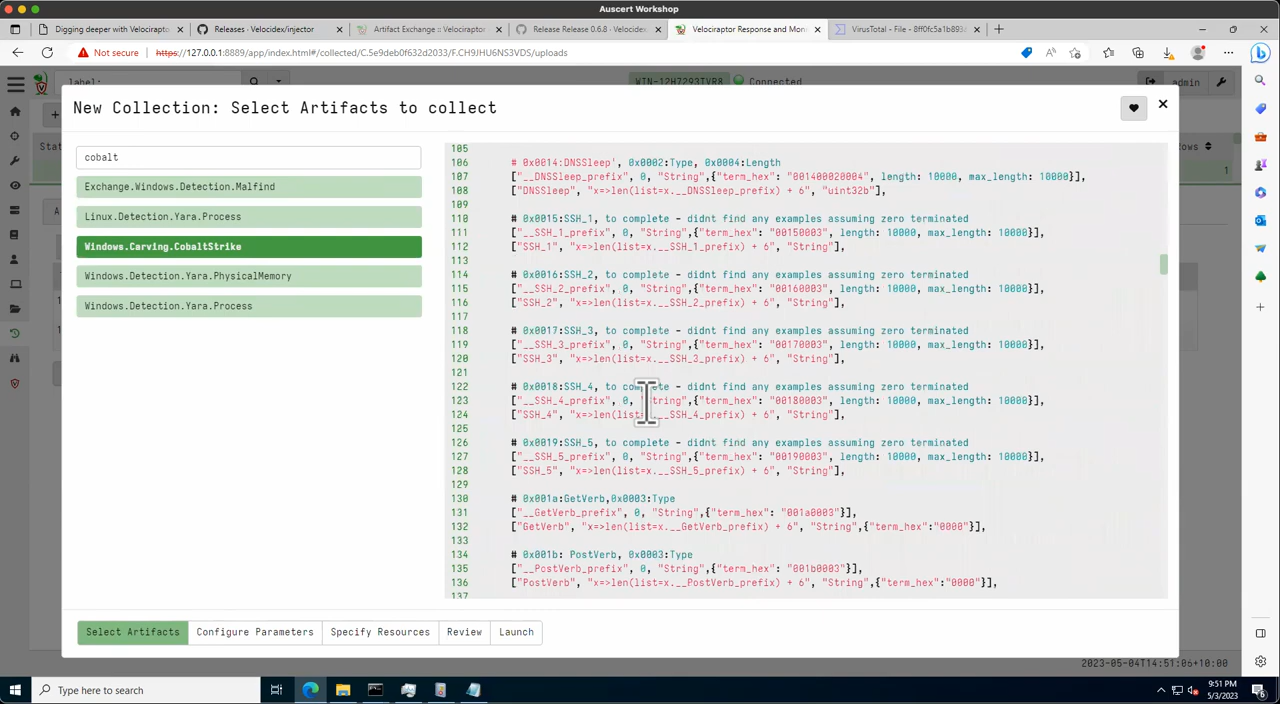 Auscert Workshop
Digging deeper with Velocirapto
Releases · Velocidex/injector
Artifact Exchange :: Velocirapto
Release Release 0.6.8 · Velocidex
Velociraptor Response and Mon
VirusTotal - File - 8ff0fc5a1b893
Not secure
https://127.0.0.1:8889/app/index.html#/collected/C.5e9deb0f632d2033/F.CH9JHU6NS3VDS/uploads
label:
WIN-12H7293TVR8 Connected
admin
New Collection: Select Artifacts to collect
cobalt
Exchange.Windows.Detection.Malfind
Linux.Detection.Yara.Process
Windows.Carving.CobaltStrike
Windows.Detection.Yara.PhysicalMemory
Windows.Detection.Yara.Process
105
106 # 0x0014:DNSSleep', 0x0002:Type, 0x0004:Length
107 ["__DNSSleep_prefix", 0, "String",{"term_hex": "001400020004", length: 10000, max_length: 10000}],
108 ["DNSSleep", "x=>len(list=x.__DNSSleep_prefix) + 6", "uint32b"],
109
110 # 0x0015:SSH_1, to complete - didnt find any examples assuming zero terminated
111 ["__SSH_1_prefix", 0, "String",{"term_hex": "00150003", length: 10000, max_length: 10000}],
112 ["SSH_1", "x=>len(list=x.__SSH_1_prefix) + 6", "String"],
113
114 # 0x0016:SSH_2, to complete - didnt find any examples assuming zero terminated
115 ["__SSH_2_prefix", 0, "String",{"term_hex": "00160003", length: 10000, max_length: 10000}],
116 ["SSH_2", "x=>len(list=x.__SSH_2_prefix) + 6", "String"],
117
118 # 0x0017:SSH_3, to complete - didnt find any examples assuming zero terminated
119 ["__SSH_3_prefix", 0, "String",{"term_hex": "00170003", length: 10000, max_length: 10000}],
120 ["SSH_3", "x=>len(list=x.__SSH_3_prefix) + 6", "String"],
121
122 # 0x0018:SSH_4, to complete - didnt find any examples assuming zero terminated
123 ["__SSH_4_prefix", 0, "String",{"term_hex": "00180003", length: 10000, max_length: 10000}],
124 ["SSH_4", "x=>len(list=x.__SSH_4_prefix) + 6", "String"],
125
126 # 0x0019:SSH_5, to complete - didnt find any examples assuming zero terminated
127 ["__SSH_5_prefix", 0, "String",{"term_hex": "00190003", length: 10000, max_length: 10000}],
128 ["SSH_5", "x=>len(list=x.__SSH_5_prefix) + 6", "String"],
129
130 # 0x001a:GetVerb,0x0003:Type
131 ["__GetVerb_prefix", 0, "String",{"term_hex": "001a0003"}],
132 ["GetVerb", "x=>len(list=x.__GetVerb_prefix) + 6", "String",{"term_hex":"0000"}],
133
134 # 0x001b: PostVerb, 0x0003:Type
135 ["__PostVerb_prefix", 0, "String",{"term_hex": "001b0003"}],
136 ["PostVerb", "x=>len(list=x.__PostVerb_prefix) + 6", "String",{"term_hex":"0000"}],
137
Select Artifacts
Configure Parameters
Specify Resources
Review
Launch
2023-05-04T14:51:06+10:00
Type here to search
9:51 PM
5/3/2023